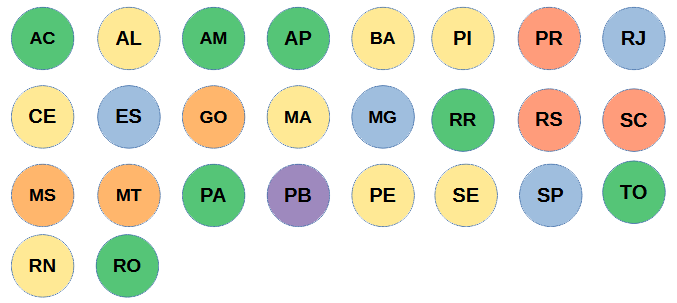 AC AL AM AP BA PI PR RJ
CE ES GO MA MG RR RS SC
MS MT PA PB PE SE SP TO
RN RO